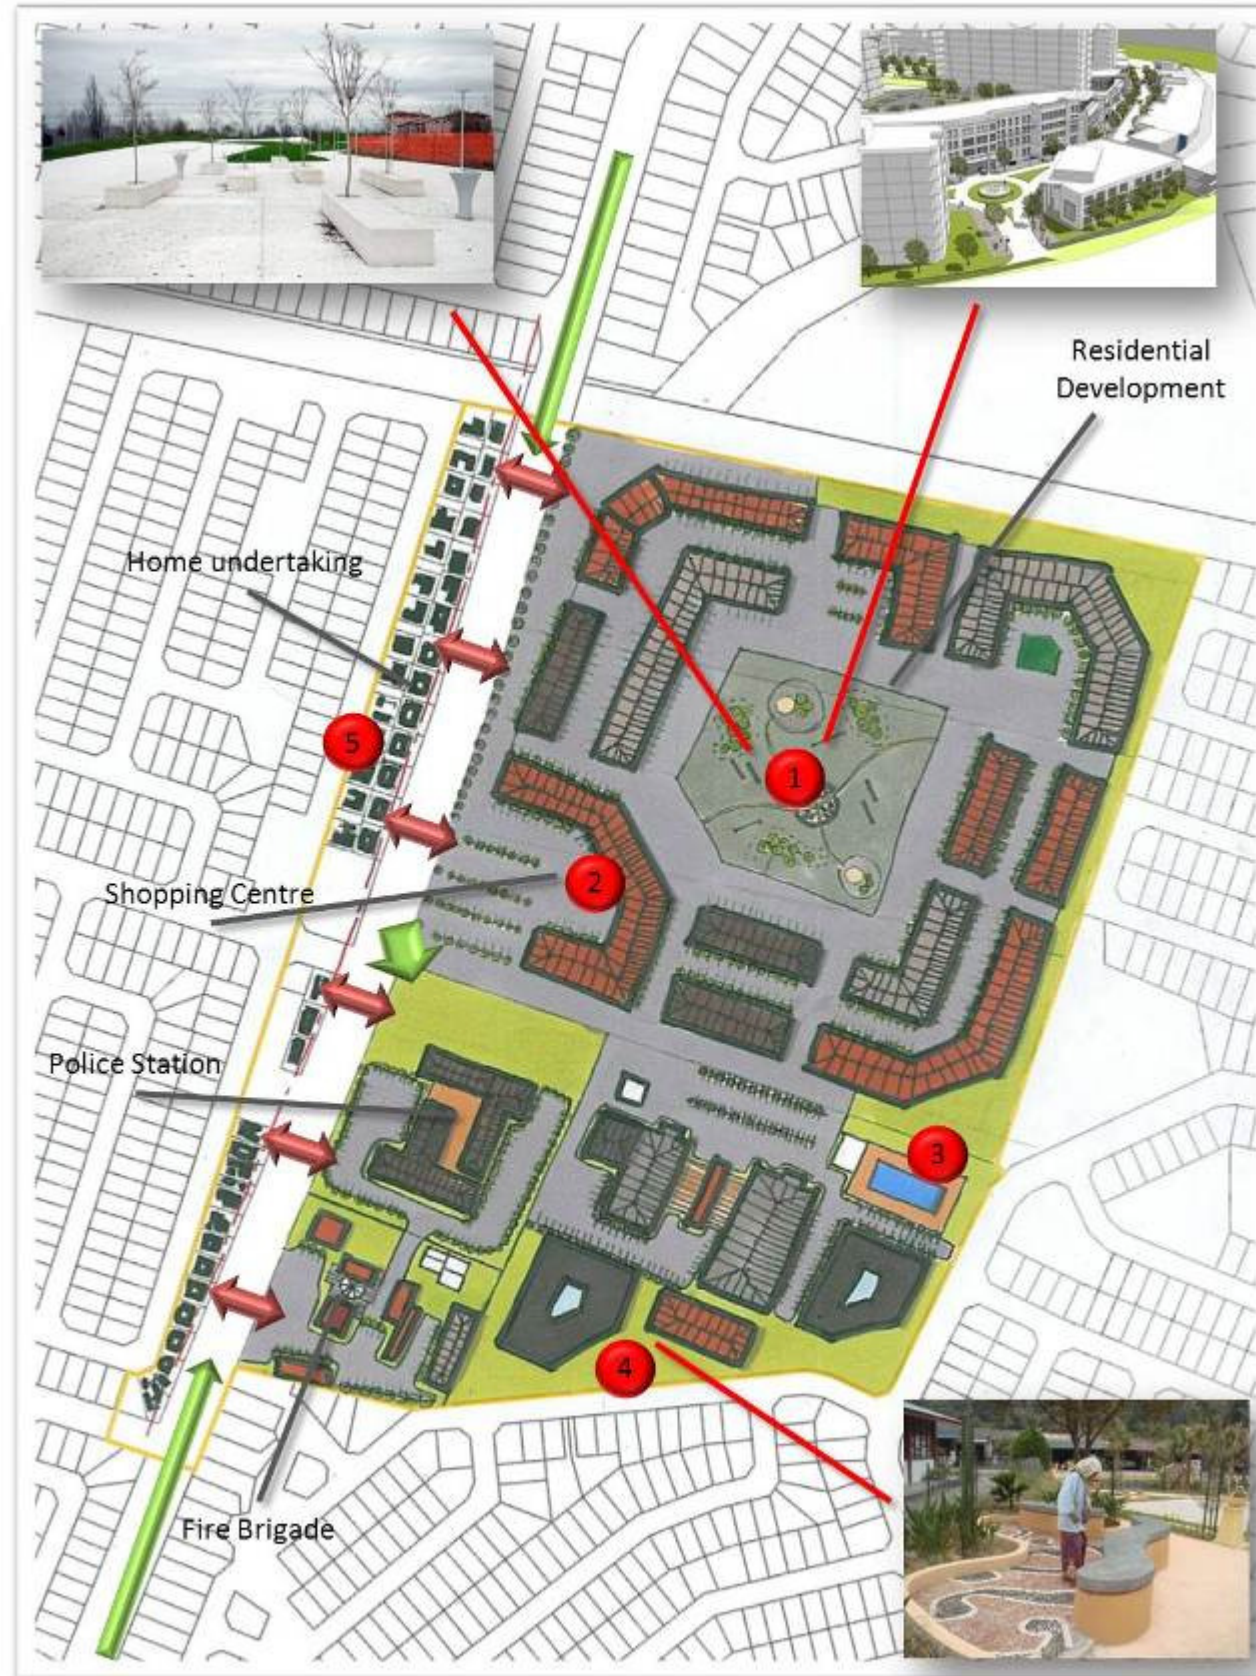 Residential
Development
Home undertaking
5
1
Shopping Centre
2
Police Station
3
4
Fire Brigade